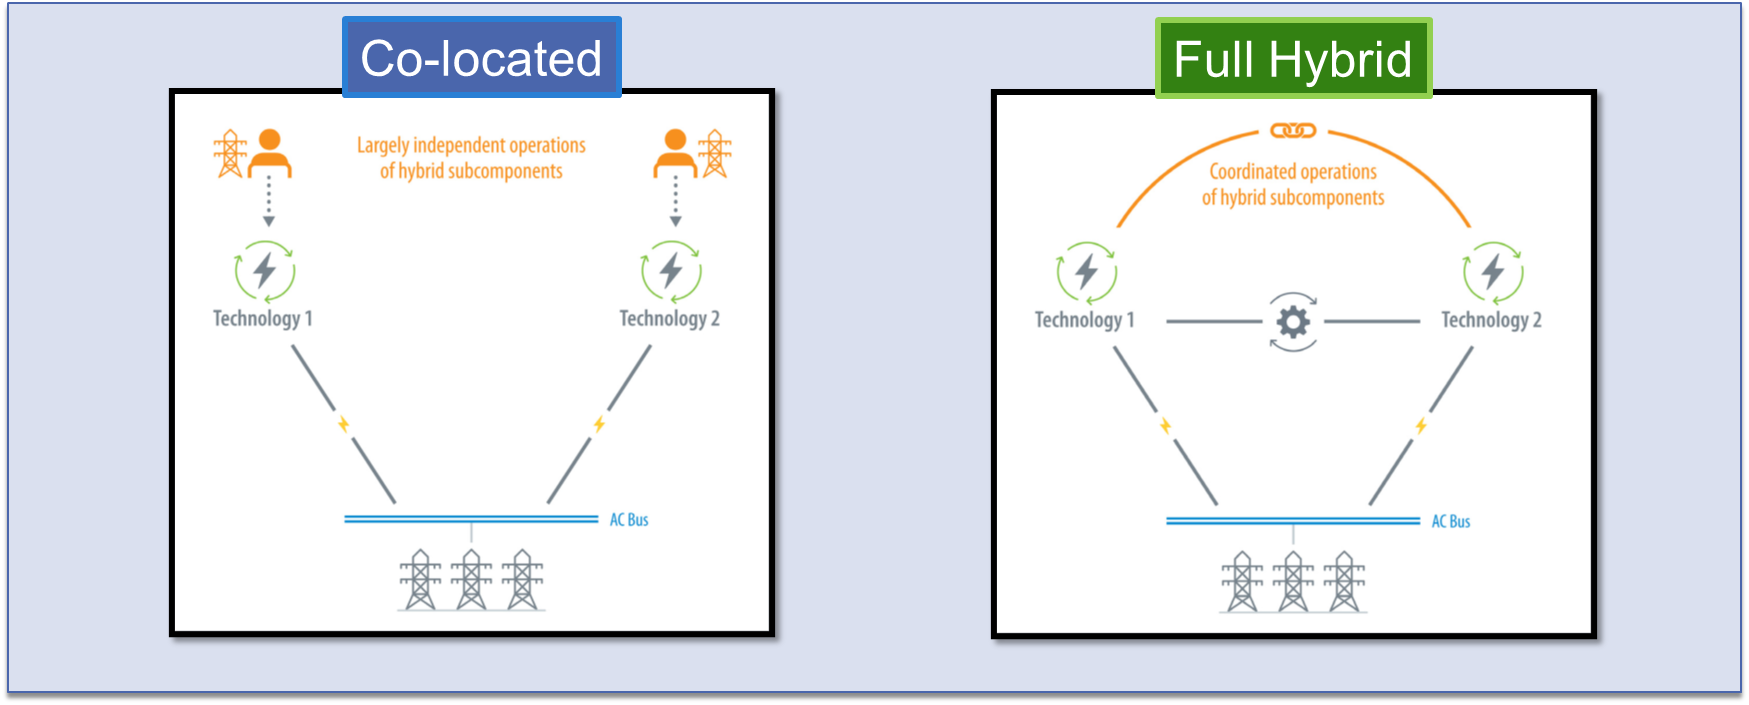 Co-located
Largely independent operations
of hybrid subcomponents
Technology 1
Technology 2
AC Bus
Full Hybrid
Coordinated operations
of hybrid subcomponents
Technology 1
Technology 2
AC Bus